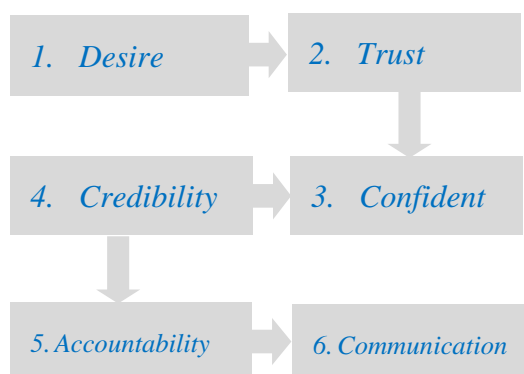 1. Desire
2. Trust
4. Credibility
3. Confident
5. Accountability
6. Communication